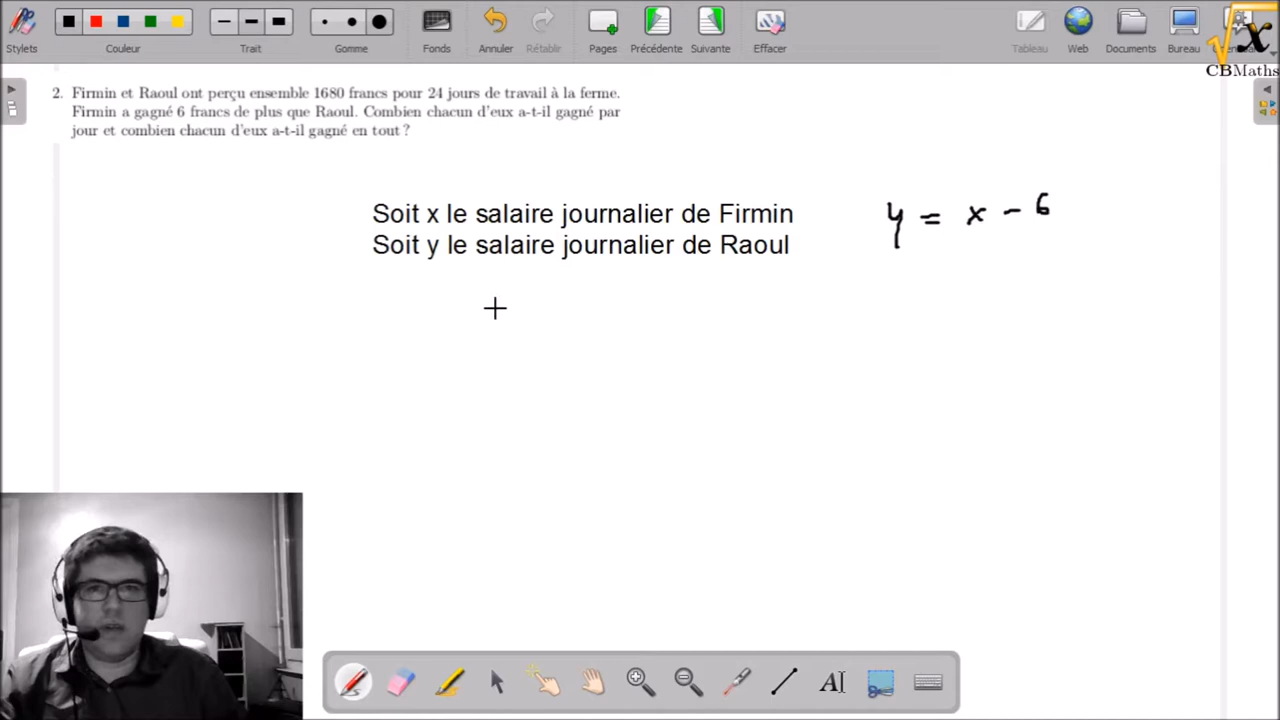 Stylets
Couleur
Trait
Gomme
Fonds
Annuler
Rétablir
Pages
Précédente
Suivante
Effacer
Tableau
Web
Documents
Bureau
√x
CBMaths
2. Firmin et Raoul ont perçu ensemble 1680 francs pour 24 jours de travail à la ferme.
Firmin a gagné 6 francs de plus que Raoul. Combien chacun d'eux a-t-il gagné par
jour et combien chacun d'eux a-t-il gagné en tout ?
Soit x le salaire journalier de Firmin
Soit y le salaire journalier de Raoul
y = x - 6
AI